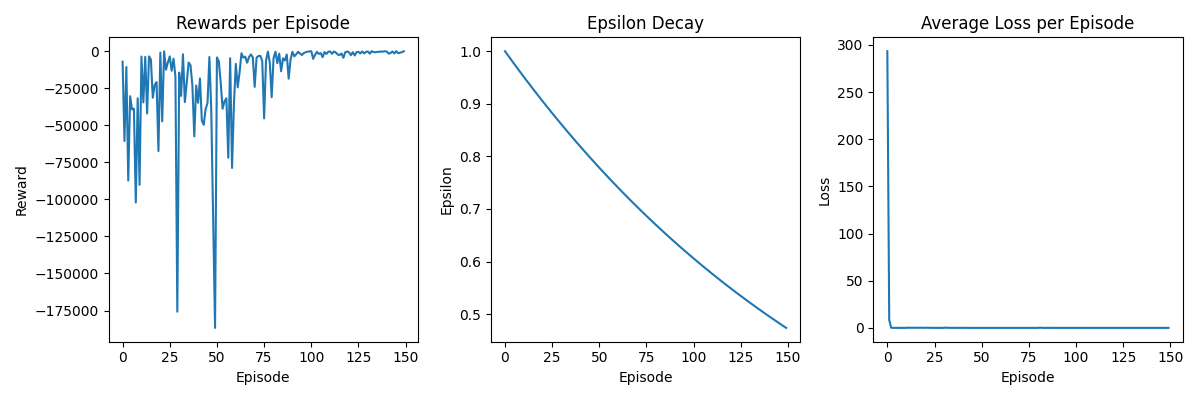 Rewards per Episode
0
−25000
−50000
−75000
−100000
−125000
−150000
−175000
Reward
0 25 50 75 100 125 150
Episode
Epsilon Decay
1.0
0.9
0.8
0.7
0.6
0.5
Epsilon
0 25 50 75 100 125 150
Episode
Average Loss per Episode
300
250
200
150
100
50
0
Loss
0 25 50 75 100 125 150
Episode